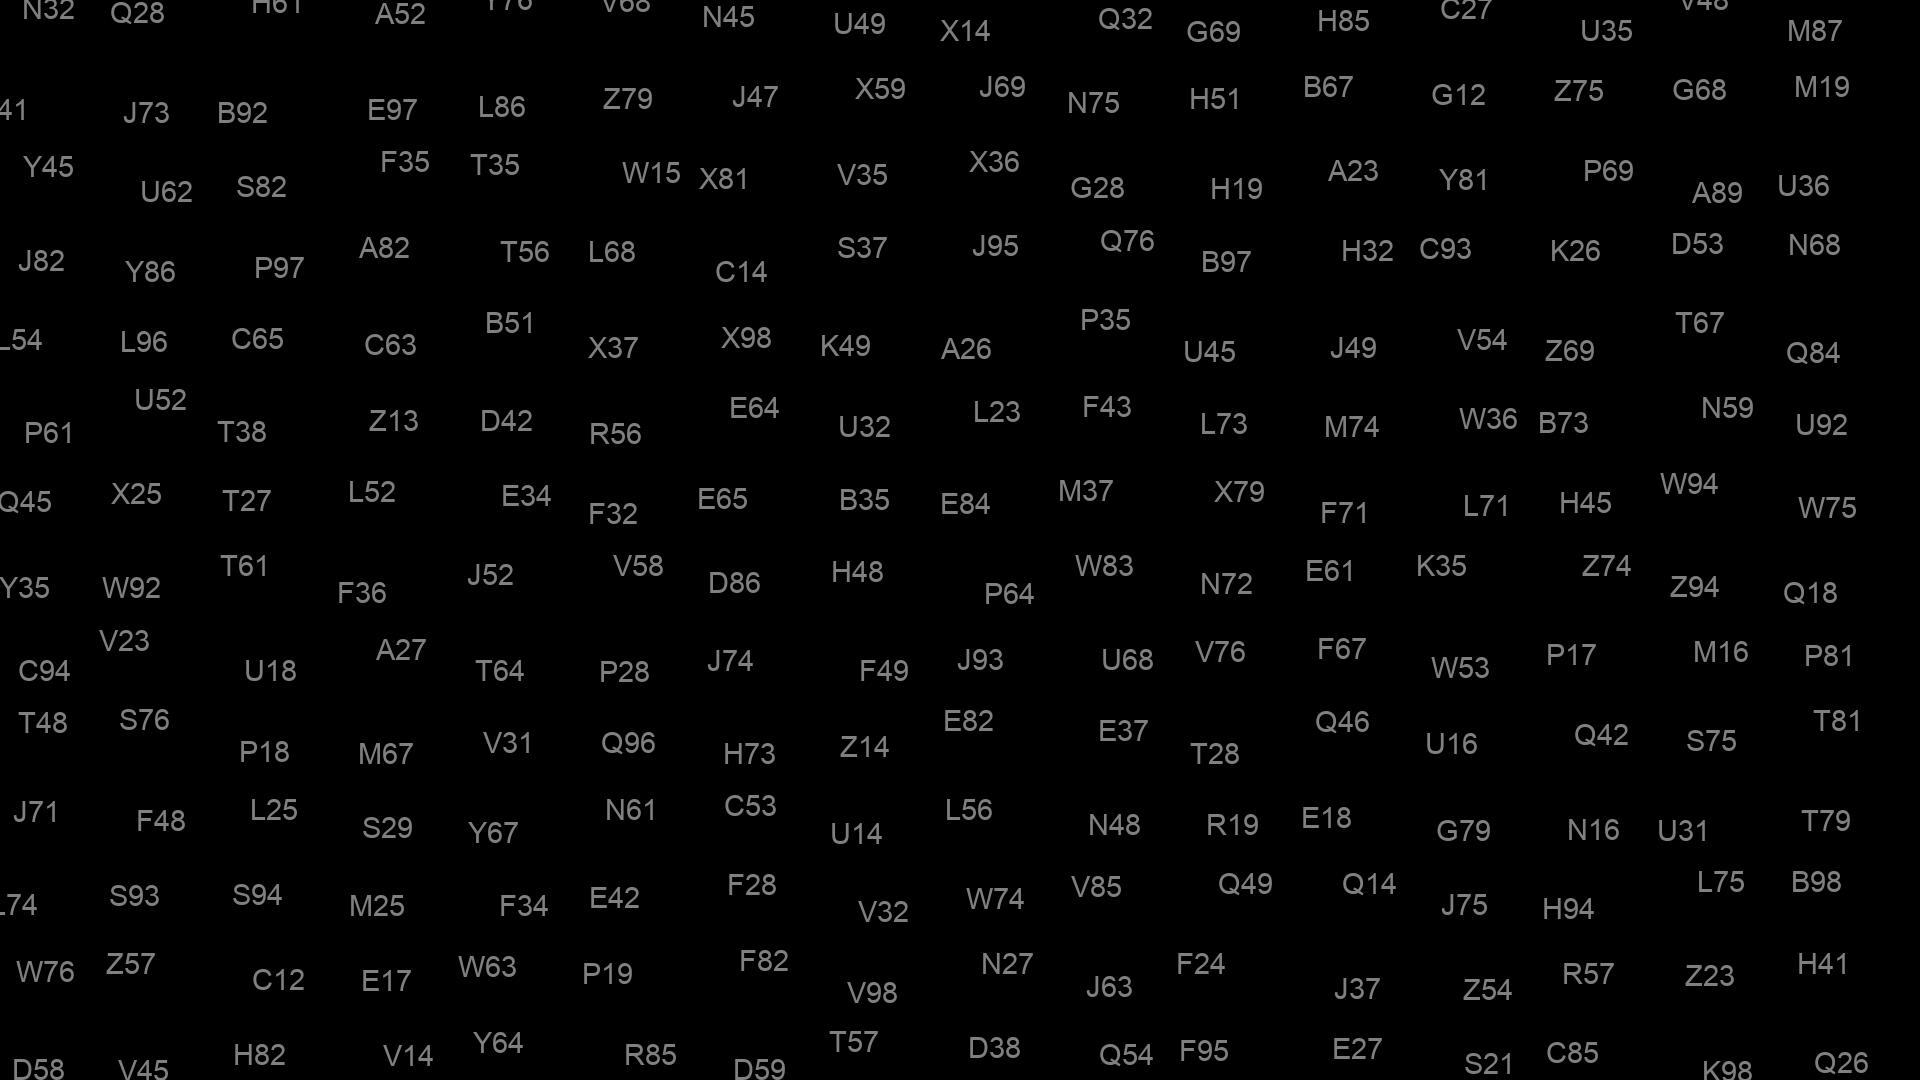 N32 Q28 H61 A52 Y76 V68 N45 U49 X14 Q32 G69 H85 C27 U35 V48 M87
41 J73 B92 E97 L86 Z79 J47 X59 J69 N75 H51 B67 G12 Z75 G68 M19
Y45 U62 S82 F35 T35 W15 X81 V35 X36 G28 H19 A23 Y81 P69 A89 U36
J82 Y86 P97 A82 T56 L68 C14 S37 J95 Q76 B97 H32 C93 K26 D53 N68
L54 L96 C65 C63 B51 X37 X98 K49 A26 P35 U45 J49 V54 Z69 T67 Q84
P61 U52 T38 Z13 D42 R56 E64 U32 L23 F43 L73 M74 W36 B73 N59 U92
Q45 X25 T27 L52 E34 F32 E65 B35 E84 M37 X79 F71 L71 H45 W94 W75
Y35 W92 T61 F36 J52 V58 D86 H48 P64 W83 N72 E61 K35 Z74 Z94 Q18
C94 V23 U18 A27 T64 P28 J74 F49 J93 U68 V76 F67 W53 P17 M16 P81
T48 S76 P18 M67 V31 Q96 H73 Z14 E82 E37 T28 Q46 U16 Q42 S75 T81
J71 F48 L25 S29 Y67 N61 C53 U14 L56 N48 R19 E18 G79 N16 U31 T79
L74 S93 S94 M25 F34 E42 F28 V32 W74 V85 Q49 Q14 J75 H94 L75 B98
W76 Z57 C12 E17 W63 P19 F82 V98 N27 J63 F24 J37 Z54 R57 Z23 H41
D58 V45 H82 V14 Y64 R85 D59 T57 D38 Q54 F95 E27 S21 C85 K98 Q26